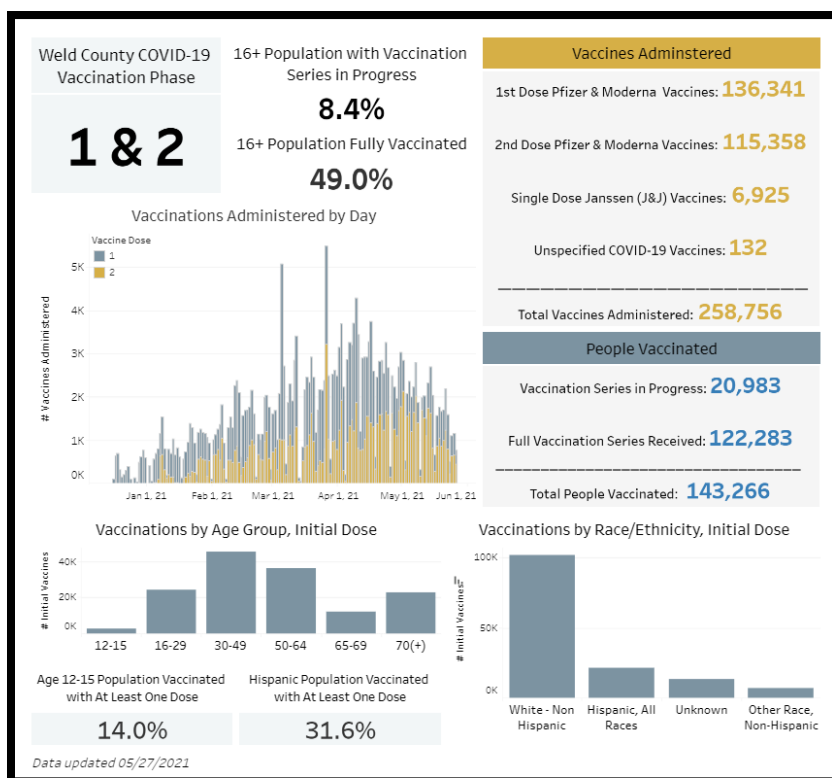 Weld County COVID-19
Vaccination Phase
1 & 2
16+ Population with Vaccination
Series in Progress
8.4%
16+ Population Fully Vaccinated
49.0%
Vaccines Adminstered
1st Dose Pfizer & Moderna Vaccines: 136,341
2nd Dose Pfizer & Moderna Vaccines: 115,358
Single Dose Janssen (J&J) Vaccines: 6,925
Unspecified COVID-19 Vaccines: 132
Total Vaccines Administered: 258,756
People Vaccinated
Vaccination Series in Progress: 20,983
Full Vaccination Series Received: 122,283
Total People Vaccinated: 143,266
Vaccinations Administered by Day
Vaccine Dose
1
2
# Vaccines Administered
5K
4K
3K
2K
1K
0K
Jan 1, 21 Feb 1, 21 Mar 1, 21 Apr 1, 21 May 1, 21 Jun 1, 21
Vaccinations by Age Group, Initial Dose
# Initial Vaccines
40K
20K
0K
12-15 16-29 30-49 50-64 65-69 70(+)
Age 12-15 Population Vaccinated
with At Least One Dose
14.0%
Hispanic Population Vaccinated
with At Least One Dose
31.6%
Vaccinations by Race/Ethnicity, Initial Dose
# Initial Vaccines
100K
50K
0K
White - Non
Hispanic
Hispanic, All
Races
Unknown
Other Race,
Non-Hispanic
Data updated 05/27/2021